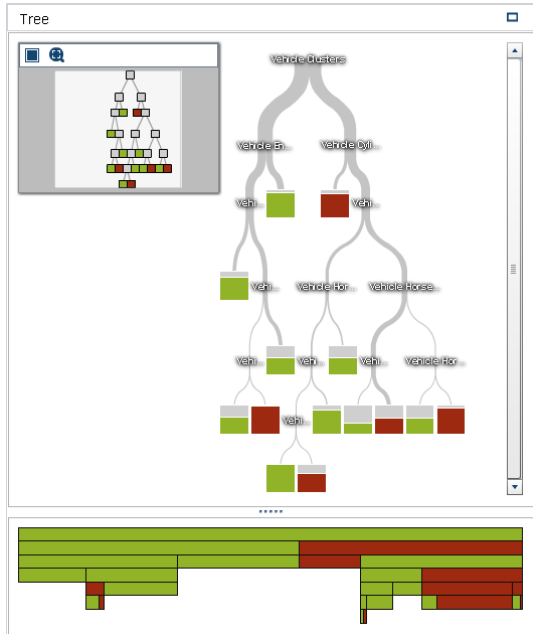 Tree
Vehicle Clusters
Vehicle En... Vehicle Cyli...
Vehi... Vehi...
Vehi... Vehicle Hor... Vehicle Horse...
Vehi... Vehi... Vehi... Vehicle Hor...
Vehi...